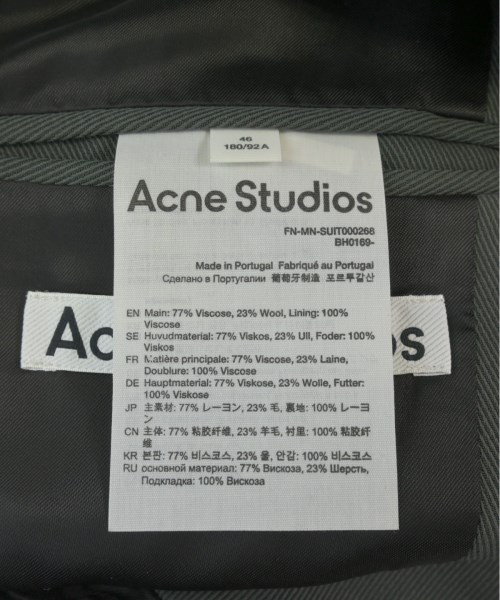 46
180/92A
Acne Studios
FN-MN-SUIT000268
BH0169-
Made in Portugal Fabriqué au Portugal
Сделано в Португалии 葡萄牙制造 포르투갈산
EN Main: 77% Viscose, 23% Wool, Lining: 100%
Viscose
SE Huvudmaterial: 77% Viskos, 23% Ull, Foder: 100%
Viskos
FR Matière principale: 77% Viscose, 23% Laine,
Doublure: 100% Viscose
DE Hauptmaterial: 77% Viskose, 23% Wolle, Futter:
100% Viskose
JP 主素材: 77% レーヨン, 23% 毛, 裏地: 100% レーヨ
ン
CN 主体: 77% 粘胶纤维, 23% 羊毛, 衬里: 100% 粘胶纤
维
KR 본판: 77% 비스코스, 23% 울, 안감: 100% 비스코스
RU основной материал: 77% Вискоза, 23% Шерсть,
Подкладка: 100% Вискоза
Ac
os